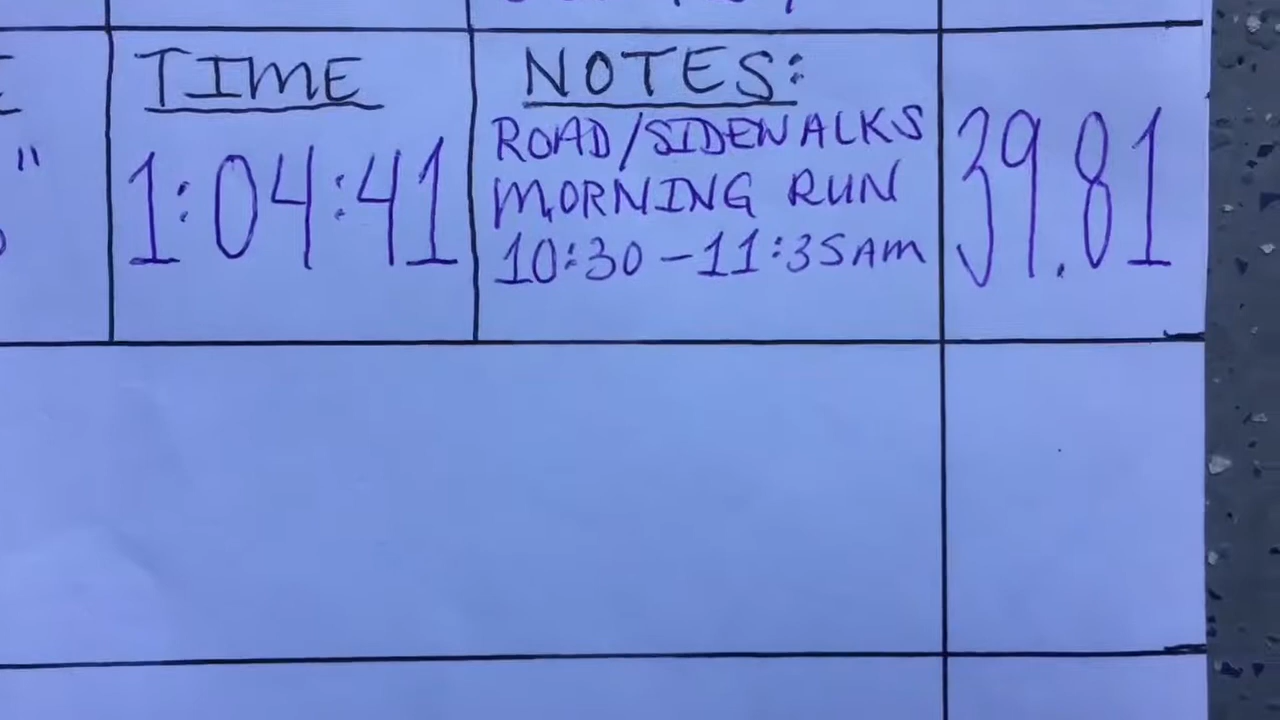 TIME
1:04:41
NOTES:
ROAD/SIDEWALKS
MORNING RUN
10:30-11:35AM
39.81
"